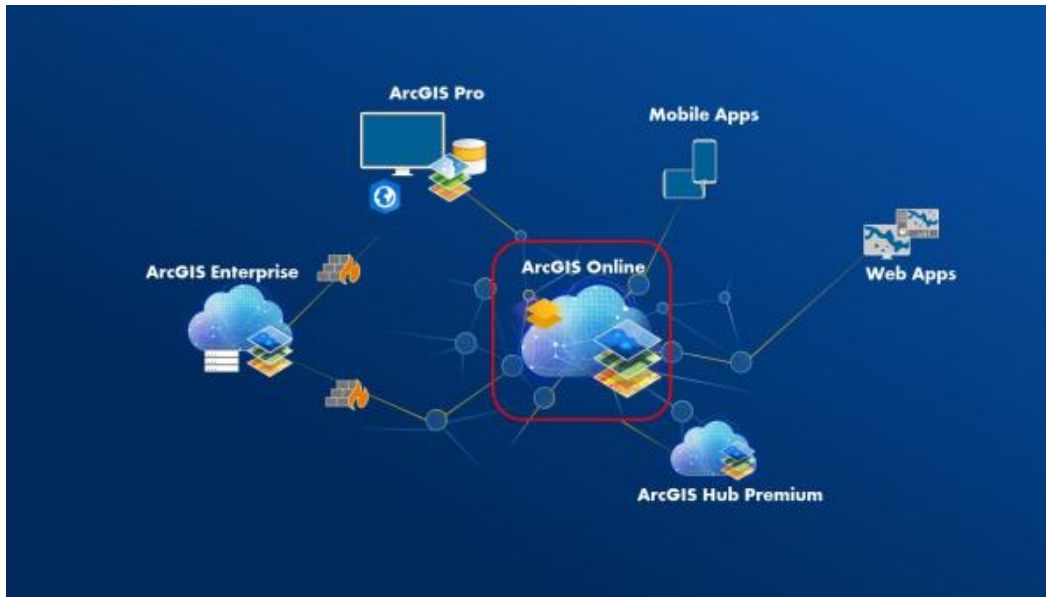 ArcGIS Pro
Mobile Apps
ArcGIS Enterprise
ArcGIS Online
Web Apps
ArcGIS Hub Premium